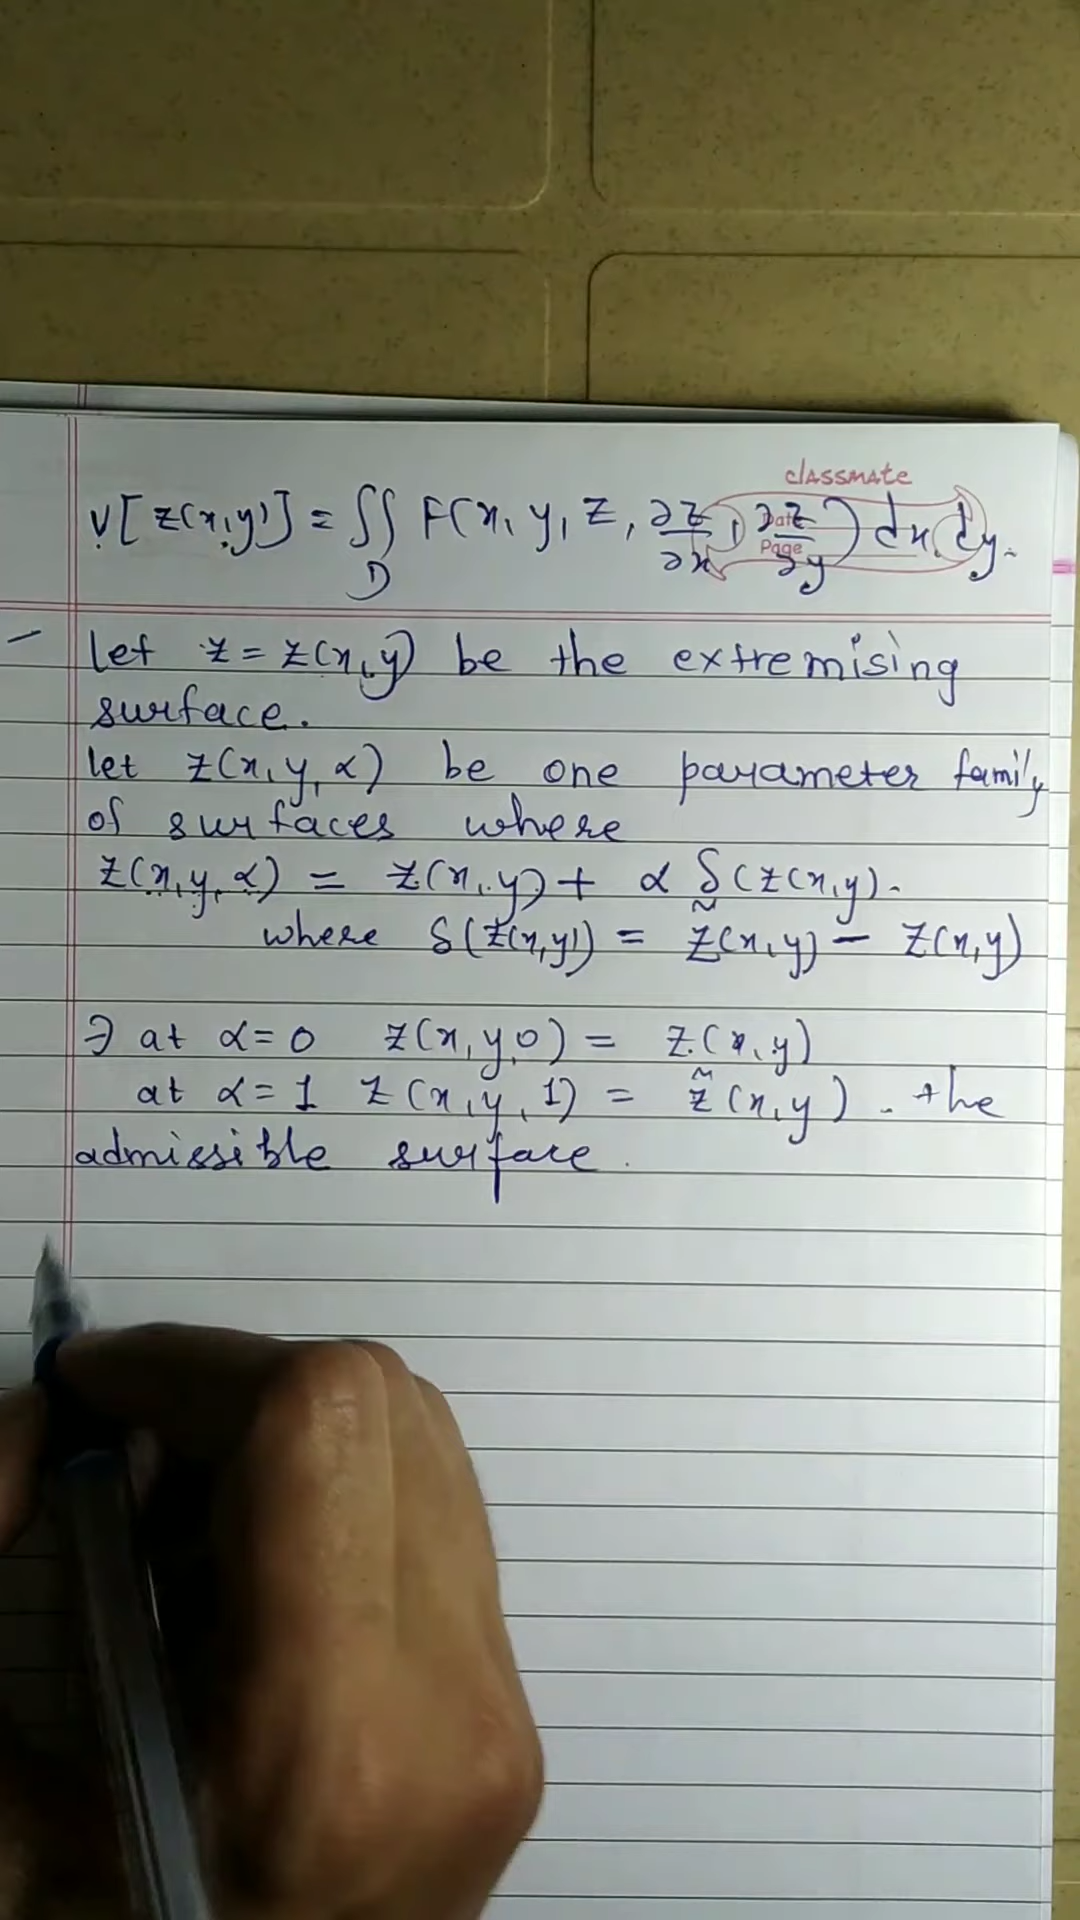 classmate
Date
Page
V[z(x,y)] = ∬_D F(x, y, z, ∂z/∂x, ∂z/∂y) dx dy.
Let z = z(x,y) be the extremising
surface.
let z(x,y,α) be one parameter family
of surfaces where
z(x,y,α) = z(x,y) + α δ(z(x,y).
where δ(z(x,y)) = z̃(x,y) - z(x,y)
∋ at α = 0 z(x,y,0) = z(x,y)
at α = 1 z(x,y,1) = z̃(x,y). the
admissible surface.